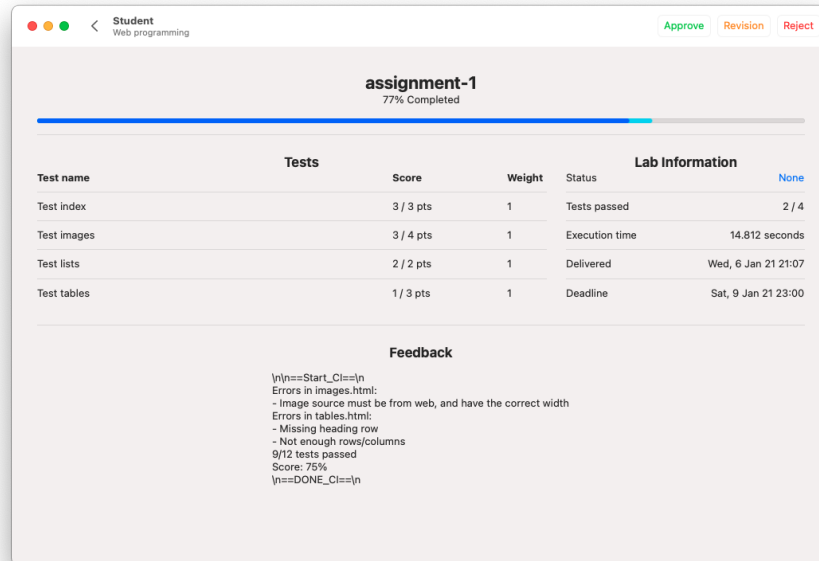 Student
Web programming
Approve
Revision
Reject
assignment-1
77% Completed
Tests
Test name Score Weight
Test index 3 / 3 pts 1
Test images 3 / 4 pts 1
Test lists 2 / 2 pts 1
Test tables 1 / 3 pts 1
Lab Information
Status None
Tests passed 2 / 4
Execution time 14.812 seconds
Delivered Wed, 6 Jan 21 21:07
Deadline Sat, 9 Jan 21 23:00
Feedback
\n\n==Start_CI==\n
Errors in images.html:
- Image source must be from web, and have the correct width
Errors in tables.html:
- Missing heading row
- Not enough rows/columns
9/12 tests passed
Score: 75%
\n==DONE_CI==\n